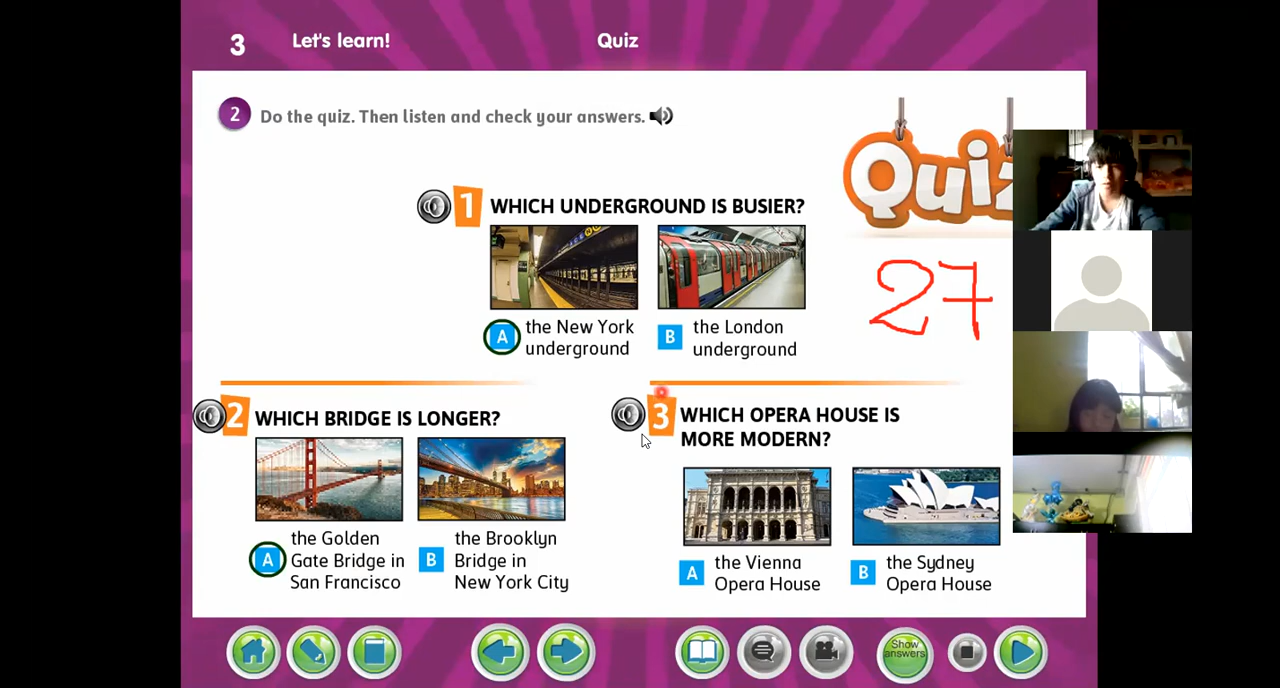 3 Let's learn! Quiz
2 Do the quiz. Then listen and check your answers.
Quiz
1 WHICH UNDERGROUND IS BUSIER?
A the New York
underground
B the London
underground
27
2 WHICH BRIDGE IS LONGER?
A the Golden
Gate Bridge in
San Francisco
B the Brooklyn
Bridge in
New York City
3 WHICH OPERA HOUSE IS
MORE MODERN?
A the Vienna
Opera House
B the Sydney
Opera House
Show
answers